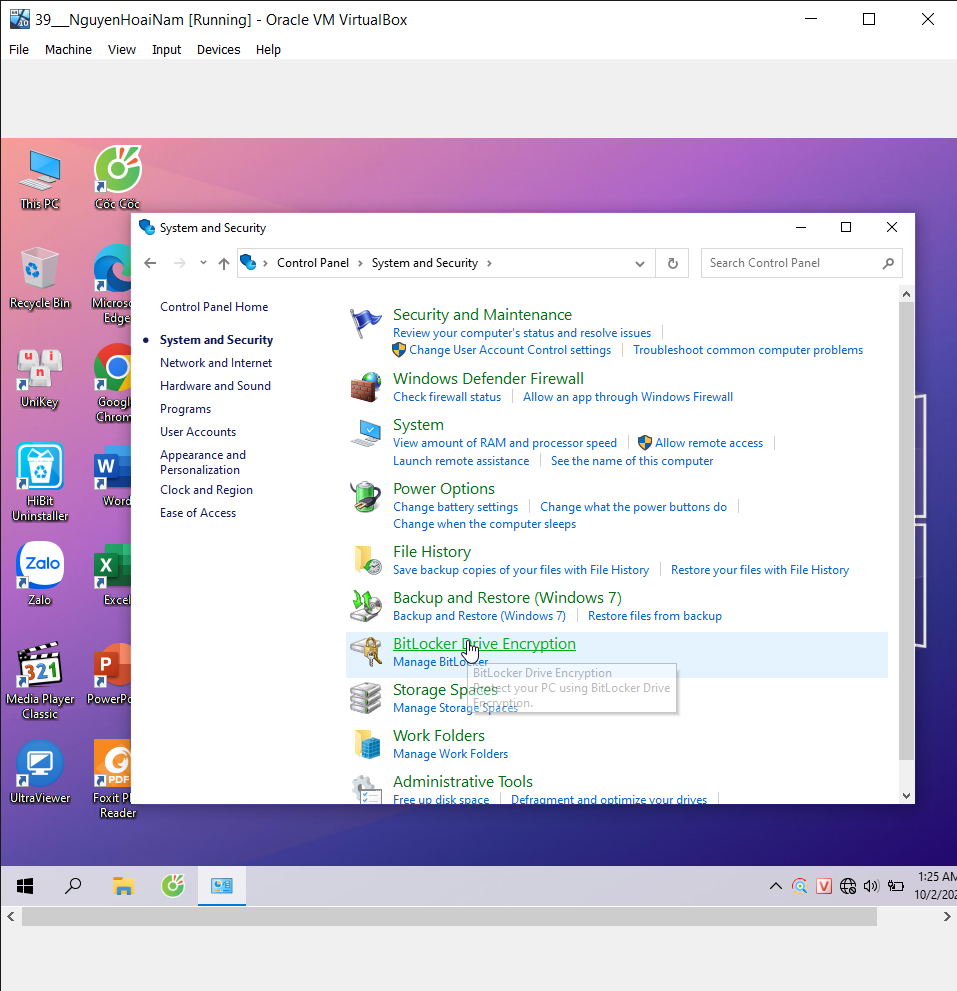 39___NguyenHoaiNam [Running] - Oracle VM VirtualBox
File Machine View Input Devices Help
This PC
Cốc Cốc
Recycle Bin
Edge
UniKey
HiBit
Uninstaller
Word
Zalo
Zalo
Excel
321
Media Player
Classic
UltraViewer
PDF
Foxit
Reader
System and Security
Control Panel > System and Security >
Search Control Panel
Control Panel Home
System and Security
Network and Internet
Hardware and Sound
Programs
User Accounts
Appearance and
Personalization
Clock and Region
Ease of Access
Security and Maintenance
Review your computer's status and resolve issues
Change User Account Control settings
Troubleshoot common computer problems
Windows Defender Firewall
Check firewall status
Allow an app through Windows Firewall
System
View amount of RAM and processor speed
Allow remote access
Launch remote assistance
See the name of this computer
Power Options
Change battery settings
Change what the power buttons do
Change when the computer sleeps
File History
Save backup copies of your files with File History
Restore your files with File History
Backup and Restore (Windows 7)
Backup and Restore (Windows 7)
Restore files from backup
BitLocker Drive Encryption
Manage BitLocker
BitLocker Drive Encryption
Protect your PC using BitLocker Drive
Encryption.
Storage Spaces
Manage Storage Spaces
Work Folders
Manage Work Folders
Administrative Tools
Free up disk space
Defragment and optimize your drives
1:25 AM
10/2/202